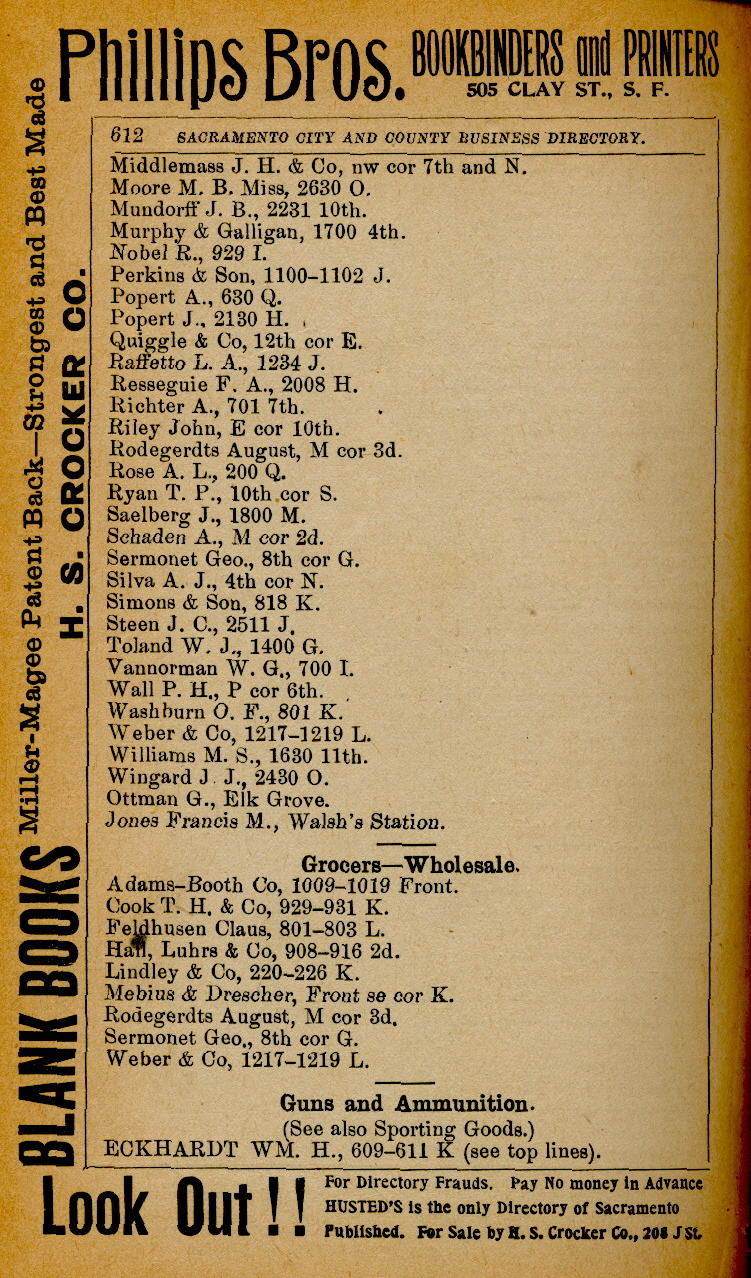 Phillips Bros. BOOKBINDERS and PRINTERS
505 CLAY ST., S. F.
BLANK BOOKS Miller-Magee Patent Back—Strongest and Best Made
H. S. CROCKER CO.
612 SACRAMENTO CITY AND COUNTY BUSINESS DIRECTORY.
Middlemass J. H. & Co, nw cor 7th and N.
Moore M. B. Miss, 2630 O.
Mundorff J. B., 2231 10th.
Murphy & Galligan, 1700 4th.
Nobel R., 929 I.
Perkins & Son, 1100–1102 J.
Popert A., 630 Q.
Popert J., 2130 H.
Quiggle & Co, 12th cor E.
Raffetto L. A., 1234 J.
Resseguie F. A., 2008 H.
Richter A., 701 7th.
Riley John, E cor 10th.
Rodegerdts August, M cor 3d.
Rose A. L., 200 Q.
Ryan T. P., 10th cor S.
Saelberg J., 1800 M.
Schaden A., M cor 2d.
Sermonet Geo., 8th cor G.
Silva A. J., 4th cor N.
Simons & Son, 818 K.
Steen J. C., 2511 J.
Toland W. J., 1400 G.
Vannorman W. G., 700 I.
Wall P. H., P cor 6th.
Washburn O. F., 801 K.
Weber & Co, 1217–1219 L.
Williams M. S., 1630 11th.
Wingard J. J., 2430 O.
Ottman G., Elk Grove.
Jones Francis M., Walsh's Station.
Grocers—Wholesale.
Adams–Booth Co, 1009–1019 Front.
Cook T. H. & Co, 929–931 K.
Feldhusen Claus, 801–803 L.
Hall, Luhrs & Co, 908–916 2d.
Lindley & Co, 220–226 K.
Mebius & Drescher, Front se cor K.
Rodegerdts August, M cor 3d.
Sermonet Geo., 8th cor G.
Weber & Co, 1217–1219 L.
Guns and Ammunition.
(See also Sporting Goods.)
ECKHARDT WM. H., 609–611 K (see top lines).
Look Out!! For Directory Frauds. Pay No money in Advance
HUSTED'S is the only Directory of Sacramento
Published. For Sale by H. S. Crocker Co., 208 J St.